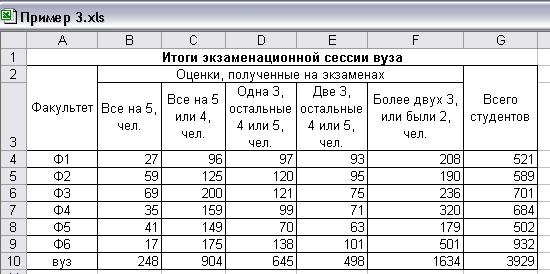 Пример 3.xls
A B C D E F G
1 Итоги экзаменационной сессии вуза
2 Факультет Оценки, полученные на экзаменах Всего студентов
3 Все на 5, чел. Все на 5 или 4, чел. Одна 3, остальные 4 или 5, чел. Две 3, остальные 4 или 5, чел. Более двух 3, или были 2, чел.
4 Ф1 27 96 97 93 208 521
5 Ф2 59 125 120 95 190 589
6 Ф3 69 200 121 75 236 701
7 Ф4 35 159 99 71 320 684
8 Ф5 41 149 70 63 179 502
9 Ф6 17 175 138 101 501 932
10 вуз 248 904 645 498 1634 3929